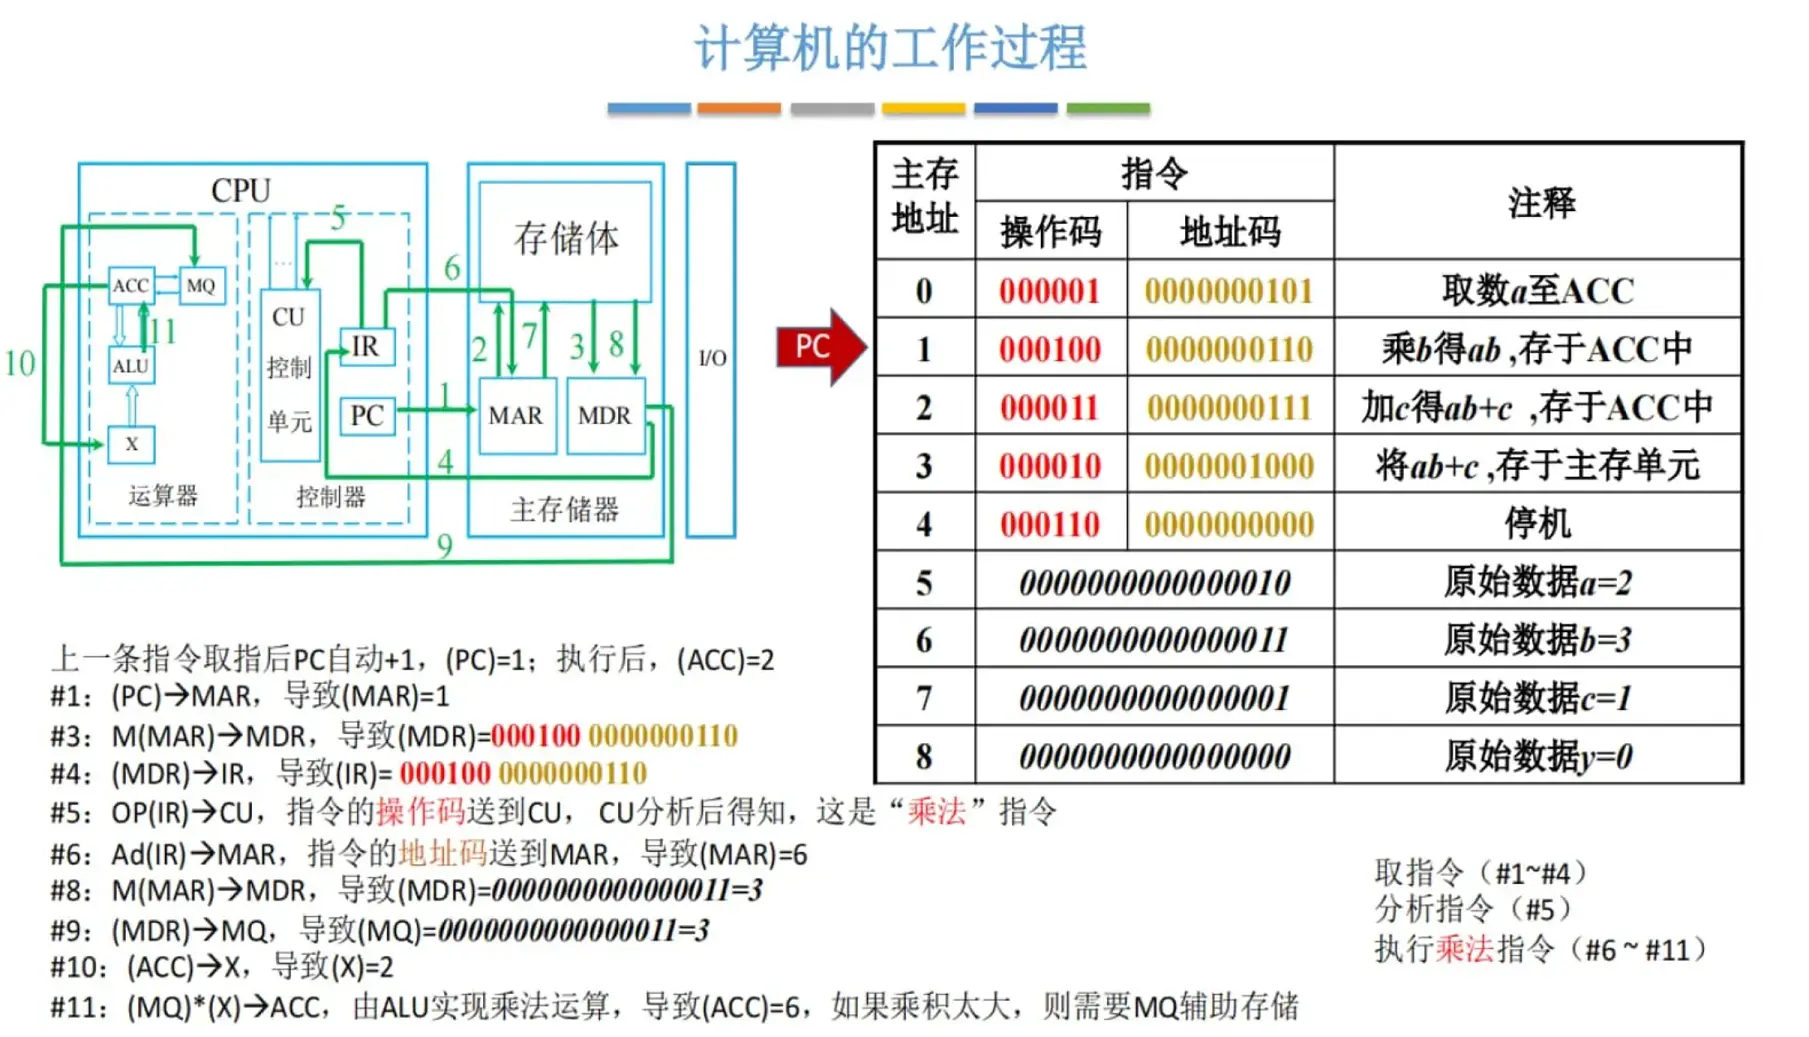 计算机的工作过程
CPU
5
ACC
MQ
...
CU
控制
单元
IR
PC
11
ALU
X
10
运算器
控制器
6
存储体
2
7
3
8
1
MAR
MDR
4
主存储器
9
I/O
PC
主存地址 指令 注释
操作码 地址码
0 000001 0000000101 取数a至ACC
1 000100 0000000110 乘b得ab ,存于ACC中
2 000011 0000000111 加c得ab+c ,存于ACC中
3 000010 0000001000 将ab+c ,存于主存单元
4 000110 0000000000 停机
5 0000000000000010 原始数据a=2
6 0000000000000011 原始数据b=3
7 0000000000000001 原始数据c=1
8 0000000000000000 原始数据y=0
上一条指令取指后PC自动+1，(PC)=1；执行后，(ACC)=2
#1：(PC)→MAR，导致(MAR)=1
#3：M(MAR)→MDR，导致(MDR)=000100 0000000110
#4：(MDR)→IR，导致(IR)= 000100 0000000110
#5：OP(IR)→CU，指令的操作码送到CU， CU分析后得知，这是“乘法”指令
#6：Ad(IR)→MAR，指令的地址码送到MAR，导致(MAR)=6
#8：M(MAR)→MDR，导致(MDR)=0000000000000011=3
#9：(MDR)→MQ，导致(MQ)=0000000000000011=3
#10：(ACC)→X，导致(X)=2
#11：(MQ)*(X)→ACC，由ALU实现乘法运算，导致(ACC)=6，如果乘积太大，则需要MQ辅助存储
取指令（#1~#4）
分析指令（#5）
执行乘法指令（#6 ~ #11）